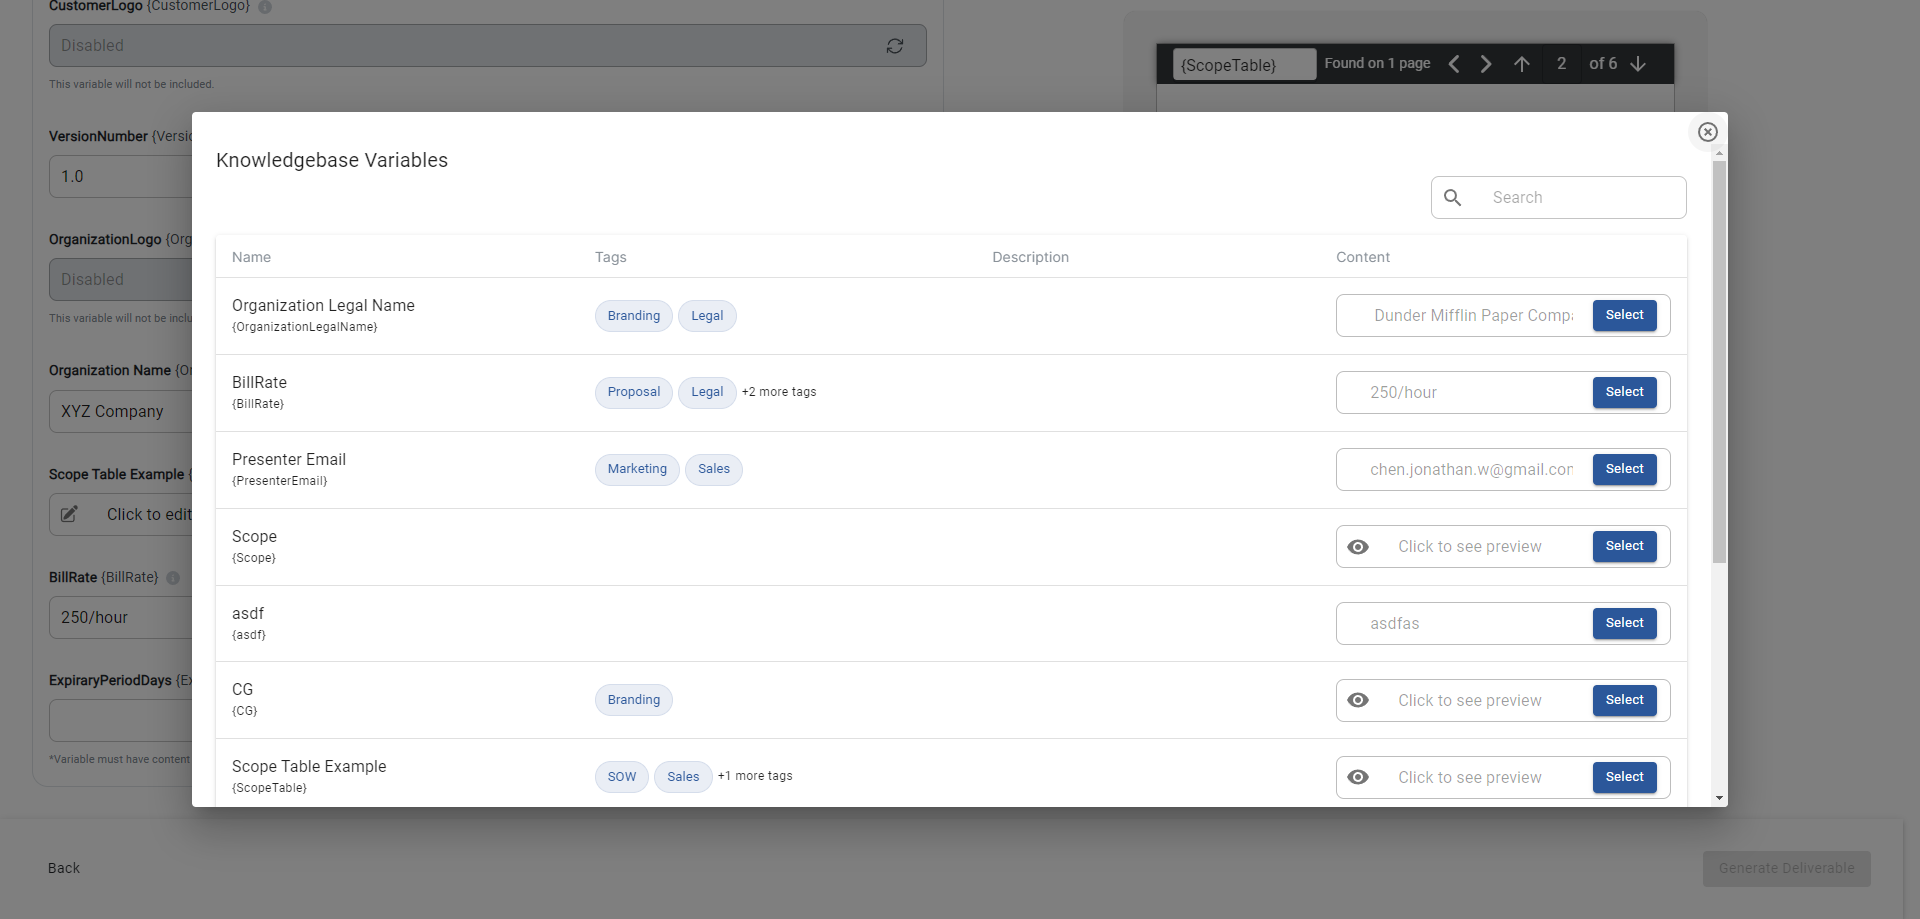 CustomerLogo {CustomerLogo}
Disabled
This variable will not be included.
{ScopeTable}
Found on 1 page
2
of 6
VersionNumber
1.0
OrganizationLogo
Disabled
This variable will not be
Organization Name
XYZ Company
Scope Table Example
Click to edit
BillRate {BillRate}
250/hour
ExpiraryPeriodDays
*Variable must have content
Knowledgebase Variables
Search
Name Tags Description Content
Organization Legal Name
{OrganizationLegalName}
Branding Legal
Dunder Mifflin Paper
Select
BillRate
{BillRate}
Proposal Legal +2 more tags
250/hour
Select
Presenter Email
{PresenterEmail}
Marketing Sales
chen.jonathan.w@gmail.com
Select
Scope
{Scope}
Click to see preview
Select
asdf
{asdf}
asdfas
Select
CG
{CG}
Branding
Click to see preview
Select
Scope Table Example
{ScopeTable}
SOW Sales +1 more tags
Click to see preview
Select
Back
Generate Deliverable